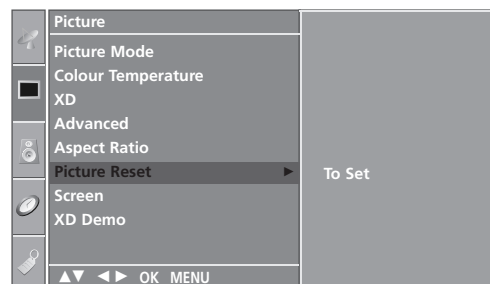 Picture
Picture Mode
Colour Temperature
XD
Advanced
Aspect Ratio
Picture Reset ► To Set
Screen
XD Demo
▲▼ ◄► OK MENU